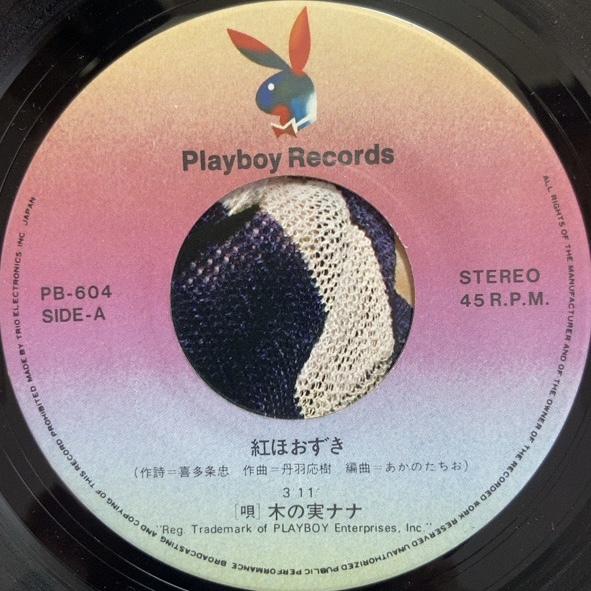 Playboy Records
PB-604
SIDE-A
STEREO
45 R.P.M.
紅ほおずき
(作詩=喜多条忠 作曲=丹羽応樹 編曲=あかのたちお)
3 11′
[唄] 木の実ナナ
"Reg. Trademark of PLAYBOY Enterprises, Inc."
ALL RIGHTS OF THE MANUFACTURER AND OF THE OWNER OF THE RECORDED WORK RESERVED UNAUTHORIZED PUBLIC PERFORMANCE BROADCASTING AND COPYING OF THIS RECORD PROHIBITED MADE BY TRIO ELECTRONICS INC JAPAN